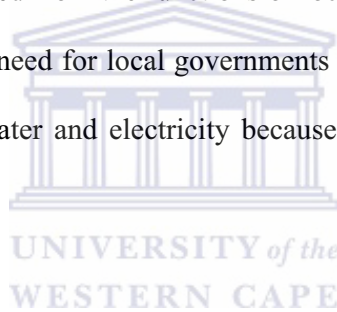 need for local governments
ater and electricity because
UNIVERSITY of the
WESTERN CAPE